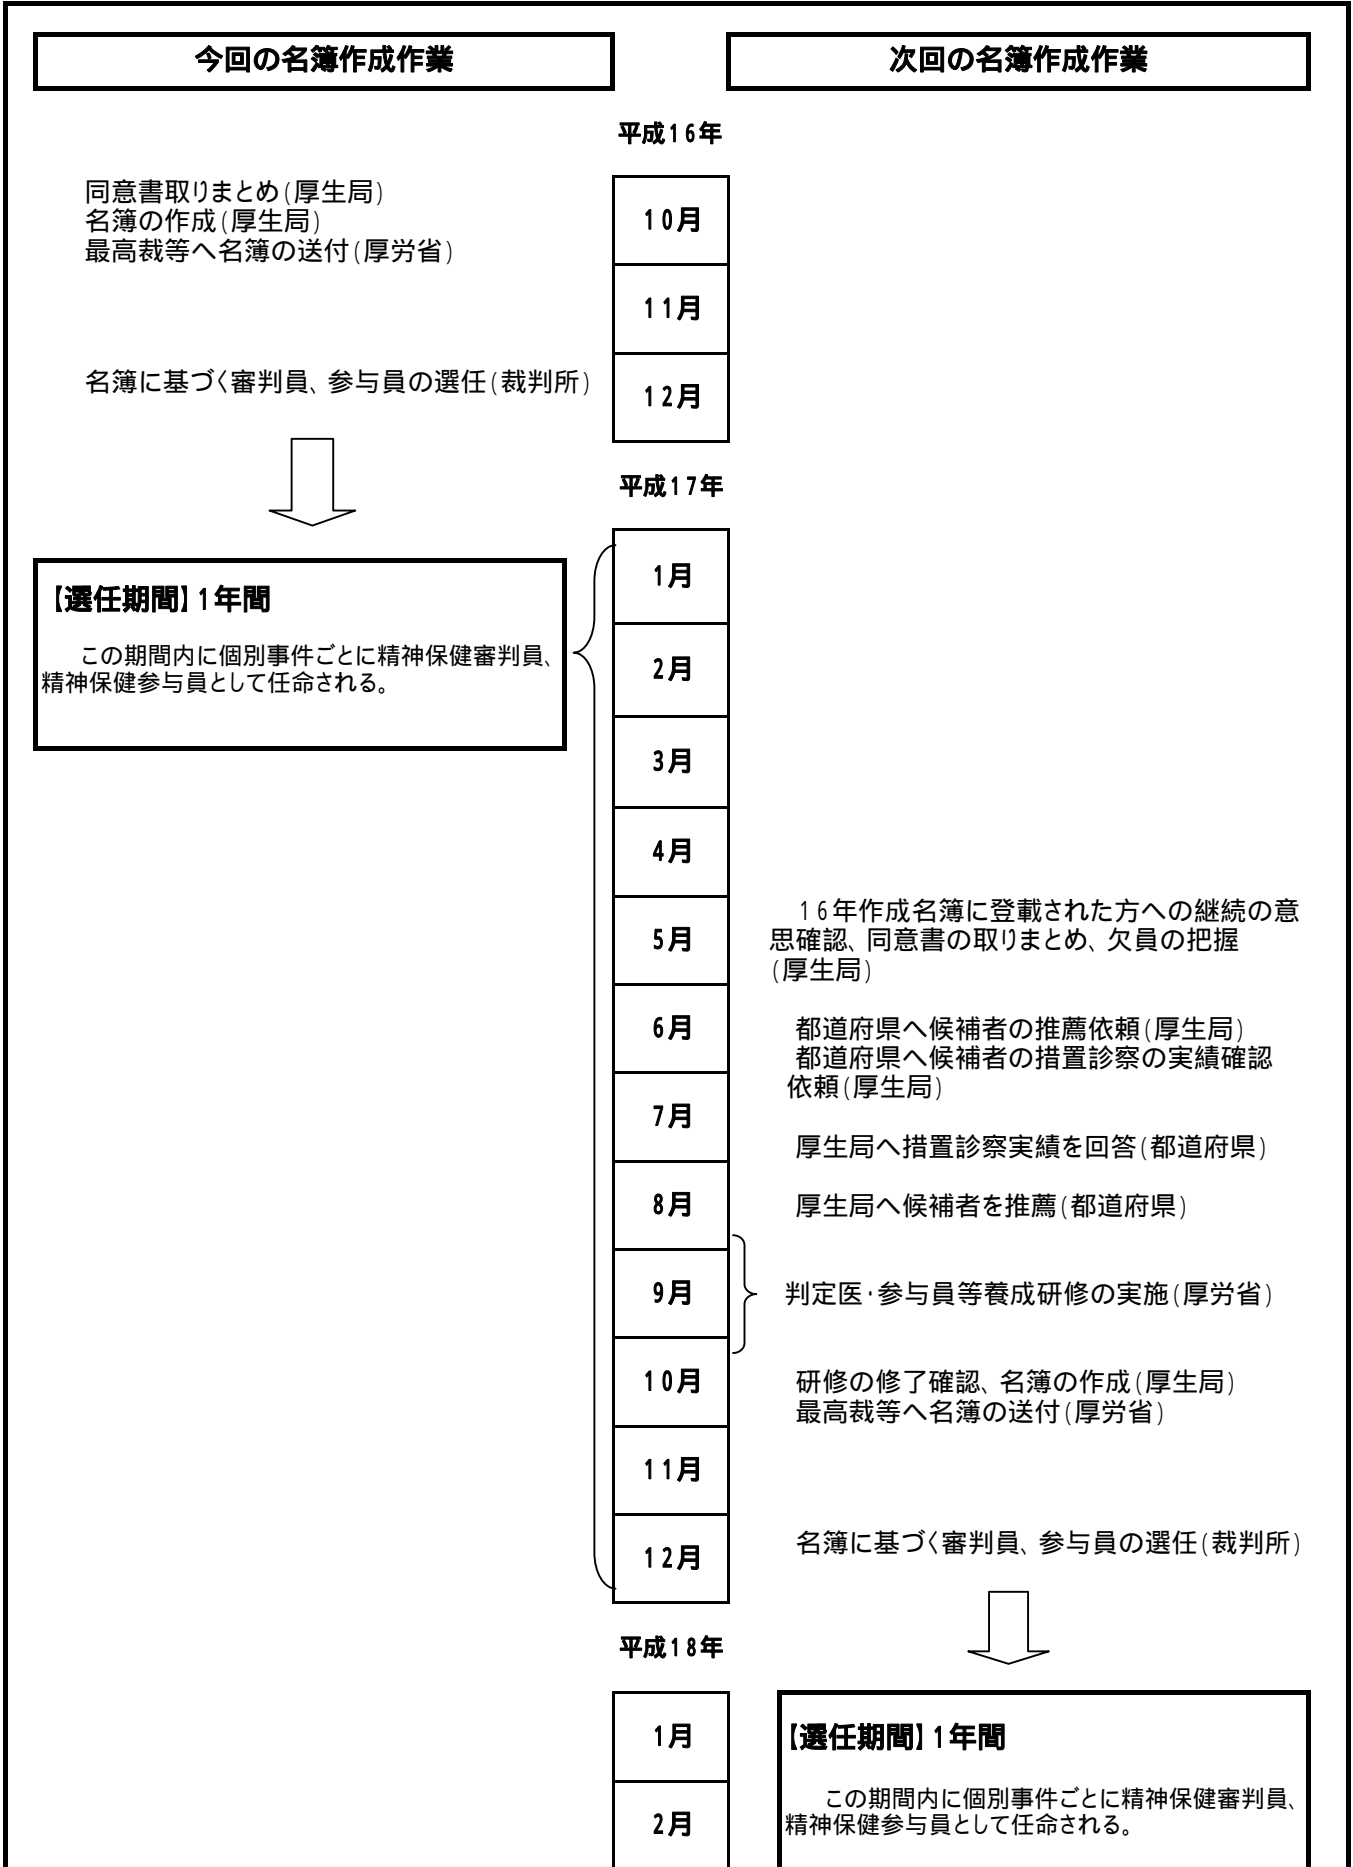 今回の名簿作成作業
次回の名簿作成作業
平成16年
同意書取りまとめ(厚生局)
名簿の作成(厚生局)
最高裁等へ名簿の送付(厚労省)
10月
11月
名簿に基づく審判員、参与員の選任(裁判所)
12月
平成17年
1月
【選任期間】1年間
この期間内に個別事件ごとに精神保健審判員、
精神保健参与員として任命される。
2月
3月
4月
5月
16年作成名簿に登載された方への継続の意
思確認、同意書の取りまとめ、欠員の把握
(厚生局)
6月
都道府県へ候補者の推薦依頼(厚生局)
都道府県へ候補者の措置診察の実績確認
依頼(厚生局)
7月
厚生局へ措置診察実績を回答(都道府県)
8月
厚生局へ候補者を推薦(都道府県)
9月
判定医・参与員等養成研修の実施(厚労省)
10月
研修の修了確認、名簿の作成(厚生局)
最高裁等へ名簿の送付(厚労省)
11月
12月
名簿に基づく審判員、参与員の選任(裁判所)
平成18年
1月
【選任期間】1年間
2月
この期間内に個別事件ごとに精神保健審判員、
精神保健参与員として任命される。